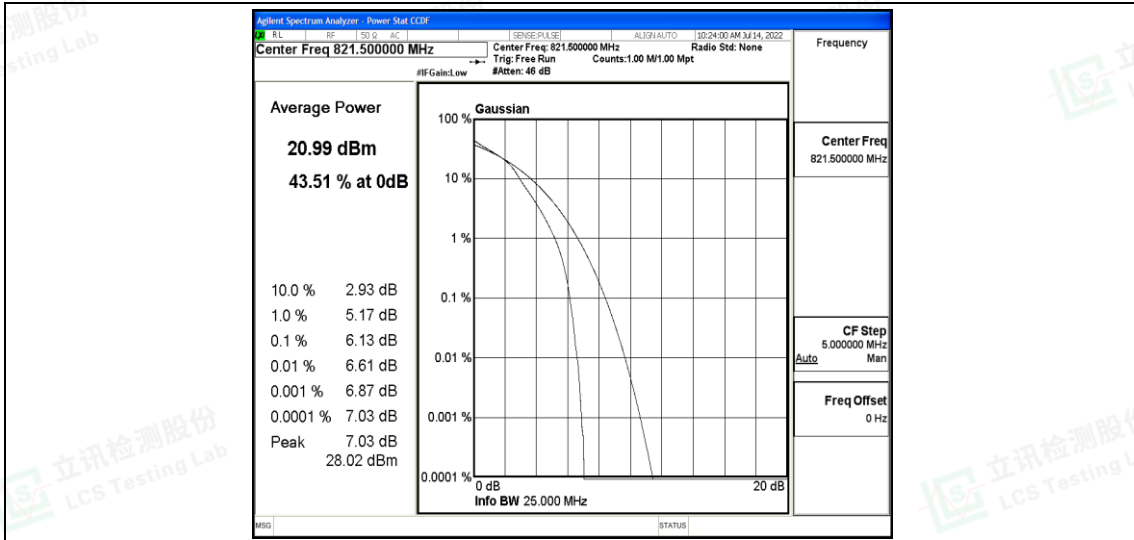 Agilent Spectrum Analyzer - Power Stat CCDF
RL RF 50 Ω AC SENSE:PULSE ALIGNAUTO 10:24:00 AM Jul 14, 2022
Center Freq 821.500000 MHz
Center Freq: 821.500000 MHz Radio Std: None
Trig: Free Run Counts:1.00 M/1.00 Mpt
#IFGain:Low #Atten: 46 dB
Frequency
Center Freq
821.500000 MHz
CF Step
5.000000 MHz
Auto Man
Freq Offset
0 Hz
Average Power
20.99 dBm
43.51 % at 0dB
10.0 % 2.93 dB
1.0 % 5.17 dB
0.1 % 6.13 dB
0.01 % 6.61 dB
0.001 % 6.87 dB
0.0001 % 7.03 dB
Peak 7.03 dB
28.02 dBm
Gaussian
100 %
10 %
1 %
0.1 %
0.01 %
0.001 %
0.0001 %
0 dB 20 dB
Info BW 25.000 MHz
MSG STATUS
立讯检测股份
LCS Testing Lab
立讯检测股份
LCS Testing L
测股份
sting Lab
LCS
立